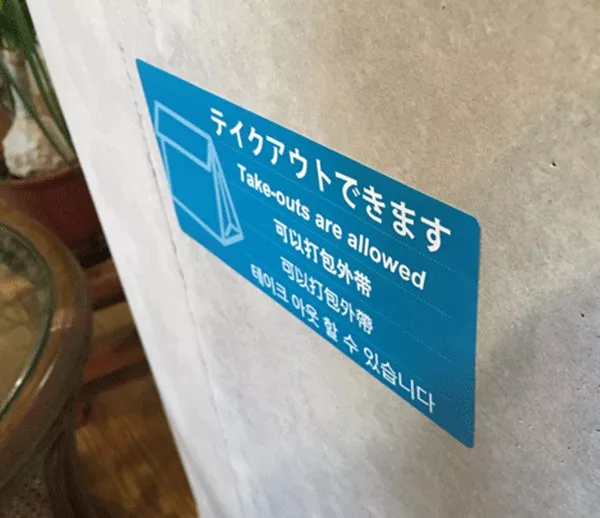 テイクアウトできます
Take-outs are allowed
可以打包外帶
可以打包外帶
테이크 아웃 할 수 있습니다